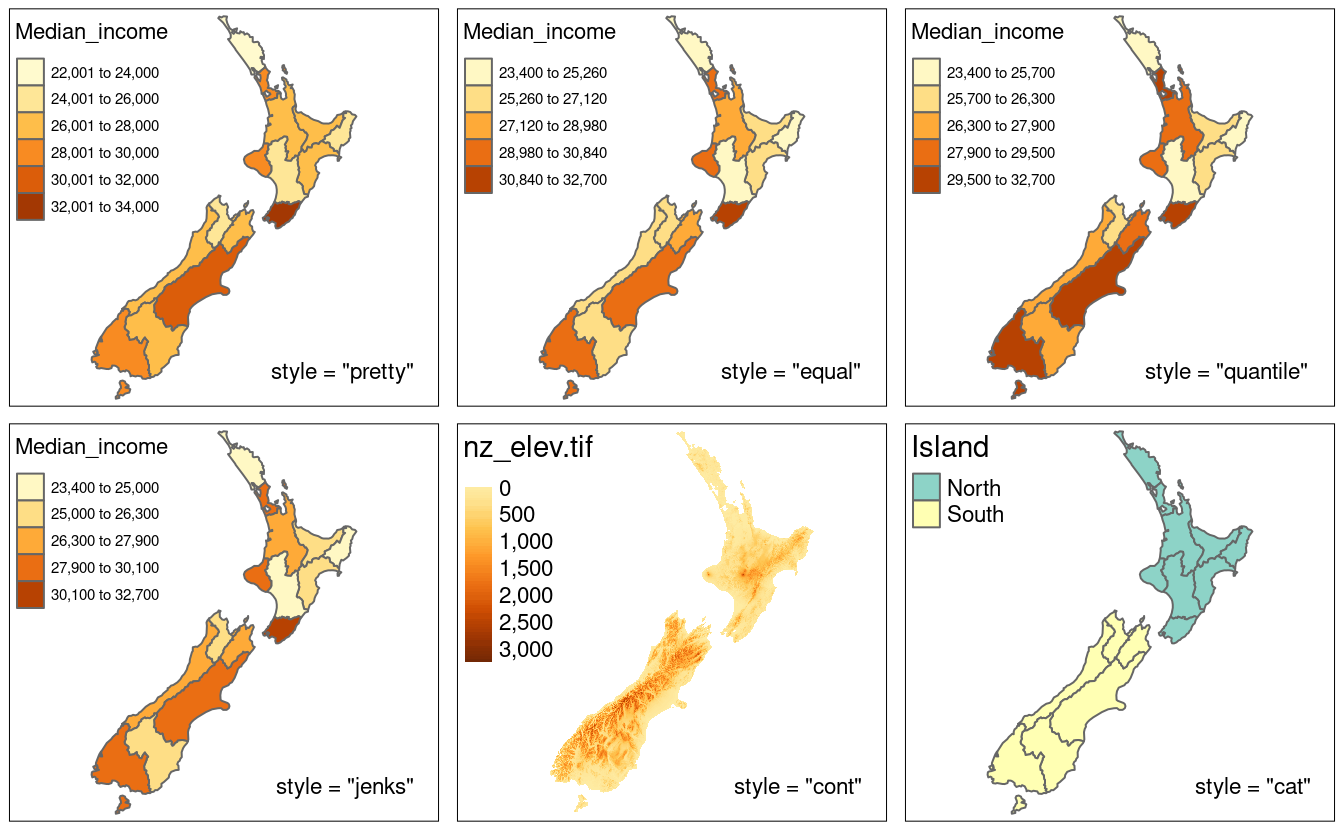 Median_income
22,001 to 24,000
24,001 to 26,000
26,001 to 28,000
28,001 to 30,000
30,001 to 32,000
32,001 to 34,000
style = "pretty"
Median_income
23,400 to 25,260
25,260 to 27,120
27,120 to 28,980
28,980 to 30,840
30,840 to 32,700
style = "equal"
Median_income
23,400 to 25,700
25,700 to 26,300
26,300 to 27,900
27,900 to 29,500
29,500 to 32,700
style = "quantile"
Median_income
23,400 to 25,000
25,000 to 26,300
26,300 to 27,900
27,900 to 30,100
30,100 to 32,700
style = "jenks"
nz_elev.tif
0
500
1,000
1,500
2,000
2,500
3,000
style = "cont"
Island
North
South
style = "cat"